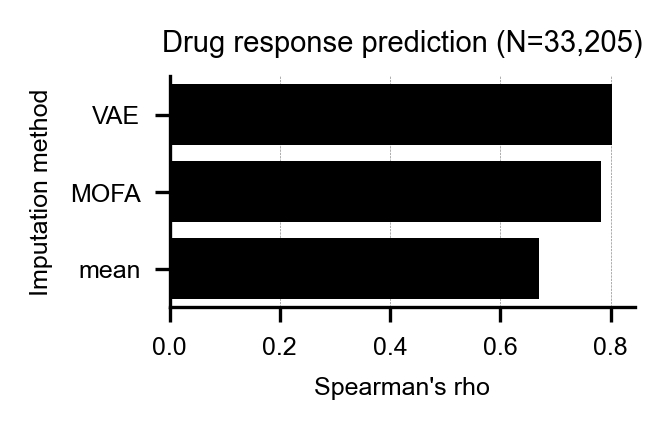 Drug response prediction (N=33,205)
Imputation method
VAE
MOFA
mean
0.0 0.2 0.4 0.6 0.8
Spearman's rho